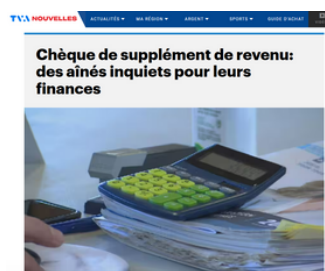 TVA NOUVELLES ACTUALITÉS MA RÉGION ARGENT SPORTS GUIDE D'ACHAT
Chèque de supplément de revenu:
des aînés inquiets pour leurs
finances